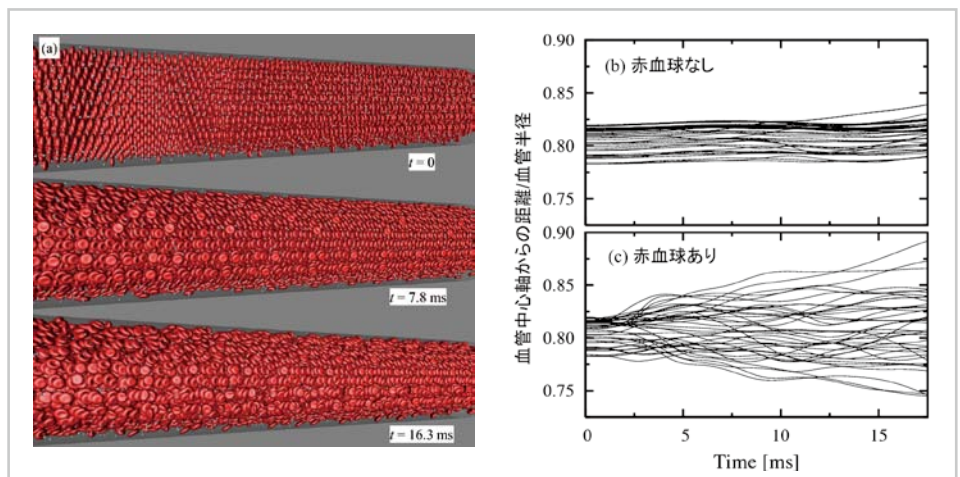 (a)
t = 0
t = 7.8 ms
t = 16.3 ms
血管中心軸からの距離/血管半径
0.90
(b) 赤血球なし
0.85
0.80
0.75
0.90
(c) 赤血球あり
0.85
0.80
0.75
0 5 10 15
Time [ms]